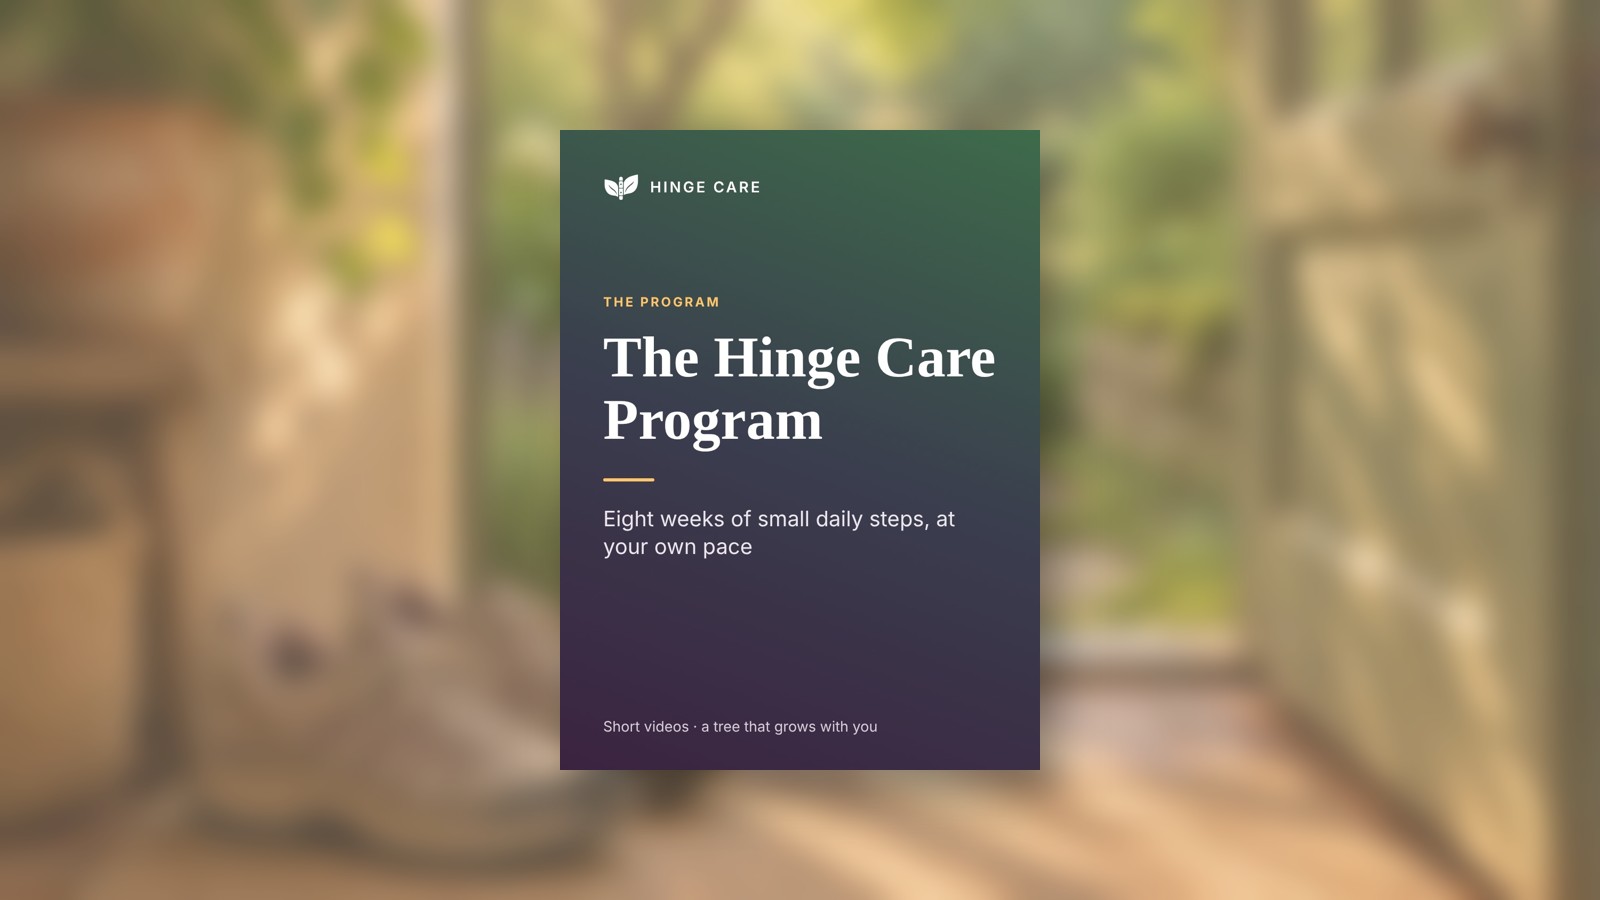 HINGE CARE
THE PROGRAM
The Hinge Care
Program
Eight weeks of small daily steps, at
your own pace
Short videos · a tree that grows with you